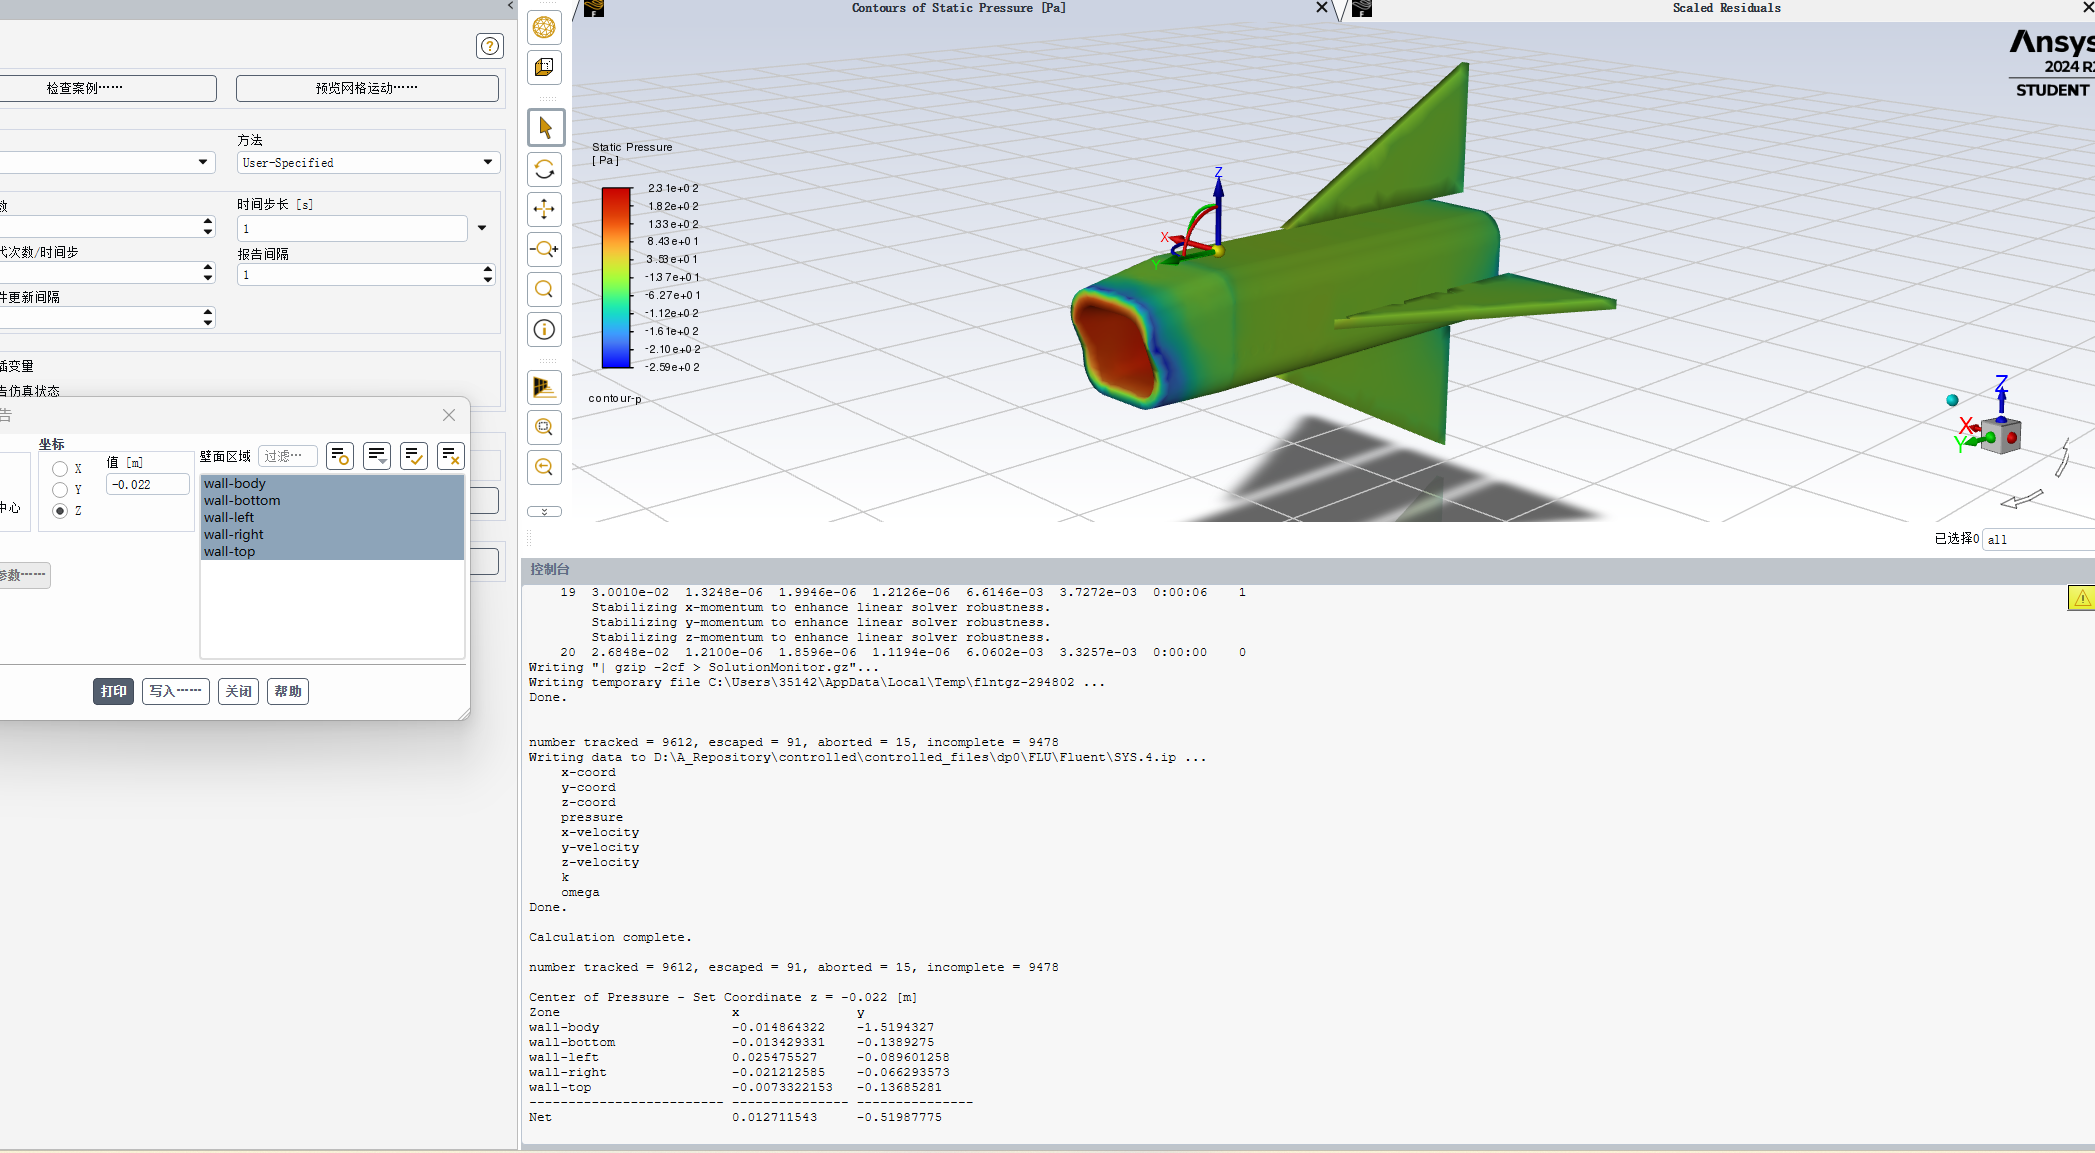 Contours of Static Pressure [Pa]
Scaled Residuals
检查案例……
预览网格运动……
方法
User-Specified
数
时间步长 [s]
1
代次数/时间步
报告间隔
1
件更新间隔
插变量
告仿真状态
告
坐标
X
Y
Z
值 [m]
-0.022
壁面区域
过滤…
wall-body
wall-bottom
wall-left
wall-right
wall-top
中心
参数……
打印
写入……
关闭
帮助
Ansys
2024 R
STUDENT
Static Pressure
[Pa]
2.31e+02
1.82e+02
1.33e+02
8.43e+01
3.53e+01
-1.37e+01
-6.27e+01
-1.12e+02
-1.61e+02
-2.10e+02
-2.59e+02
contour-p
Z
X
Y
Z
X
Y
已选择0
all
控制台
19 3.0010e-02 1.3248e-06 1.9946e-06 1.2126e-06 6.6146e-03 3.7272e-03 0:00:06 1
Stabilizing x-momentum to enhance linear solver robustness.
Stabilizing y-momentum to enhance linear solver robustness.
Stabilizing z-momentum to enhance linear solver robustness.
20 2.6848e-02 1.2100e-06 1.8596e-06 1.1194e-06 6.0602e-03 3.3257e-03 0:00:00 0
Writing "| gzip -2cf > SolutionMonitor.gz"...
Writing temporary file C:\Users\35142\AppData\Local\Temp\flntgz-294802 ...
Done.
number tracked = 9612, escaped = 91, aborted = 15, incomplete = 9478
Writing data to D:\A_Repository\controlled\controlled_files\dp0\FLU\Fluent\SYS.4.ip ...
x-coord
y-coord
z-coord
pressure
x-velocity
y-velocity
z-velocity
k
omega
Done.
Calculation complete.
number tracked = 9612, escaped = 91, aborted = 15, incomplete = 9478
Center of Pressure - Set Coordinate z = -0.022 [m]
Zone x y
wall-body -0.014864322 -1.5194327
wall-bottom -0.013429331 -0.1389275
wall-left 0.025475527 -0.089601258
wall-right -0.021212585 -0.066293573
wall-top -0.0073322153 -0.13685281
------------------------- --------------- ---------------
Net 0.012711543 -0.51987775